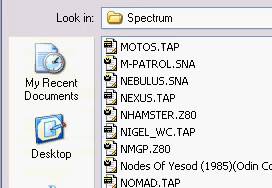 Look in: Spectrum
MOTOS.TAP
M-PATROL.SNA
NEBULUS.SNA
NEXUS.TAP
NHAMSTER.Z80
NIGEL_WC.TAP
NMGP.Z80
Nodes Of Yesod (1985)(Odin Co
NOMAD.TAP
My Recent
Documents
Desktop